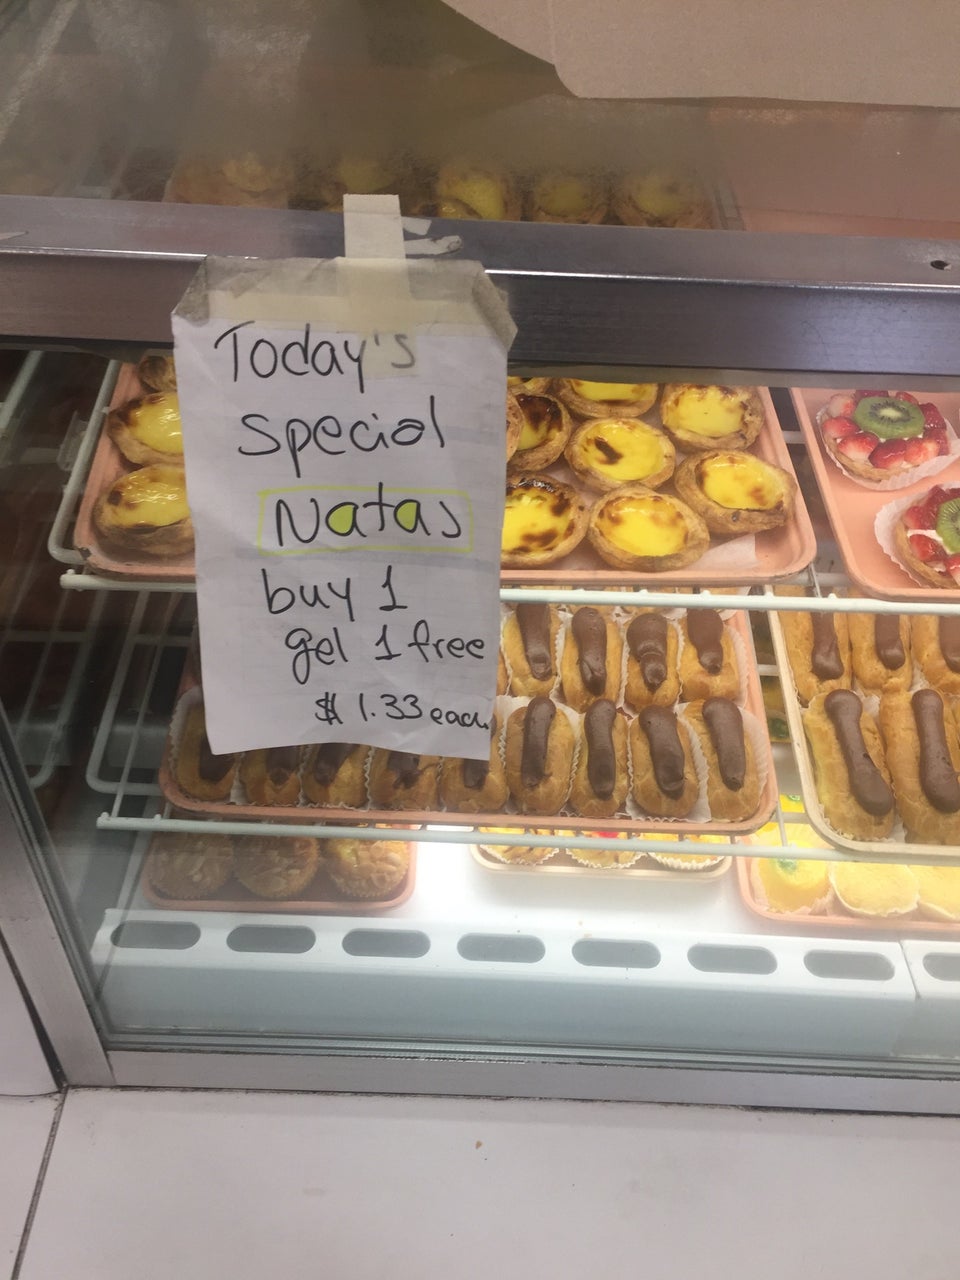 Today's
special
Natas
buy 1
gel 1 free
$ 1.33 each